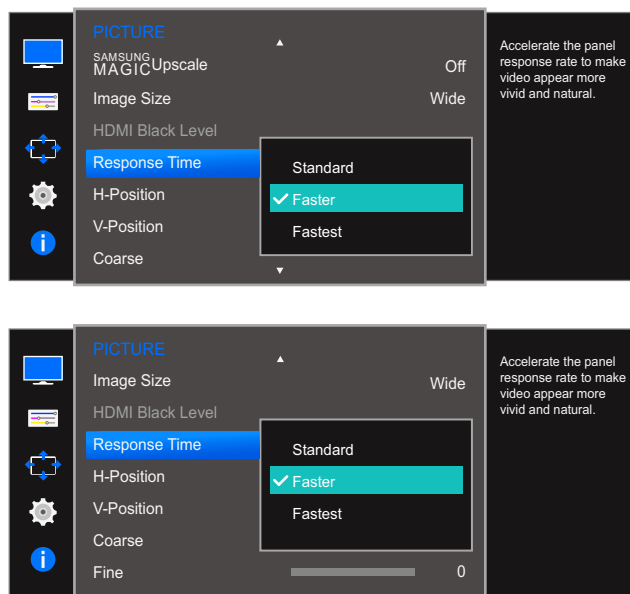 PICTURE
SAMSUNG
MAGICUpscale Off
Image Size Wide
HDMI Black Level
Response Time
H-Position
V-Position
Coarse
Standard
Faster
Fastest
Accelerate the panel
response rate to make
video appear more
vivid and natural.
PICTURE
Image Size Wide
HDMI Black Level
Response Time
H-Position
V-Position
Coarse
Fine 0
Standard
Faster
Fastest
Accelerate the panel
response rate to make
video appear more
vivid and natural.